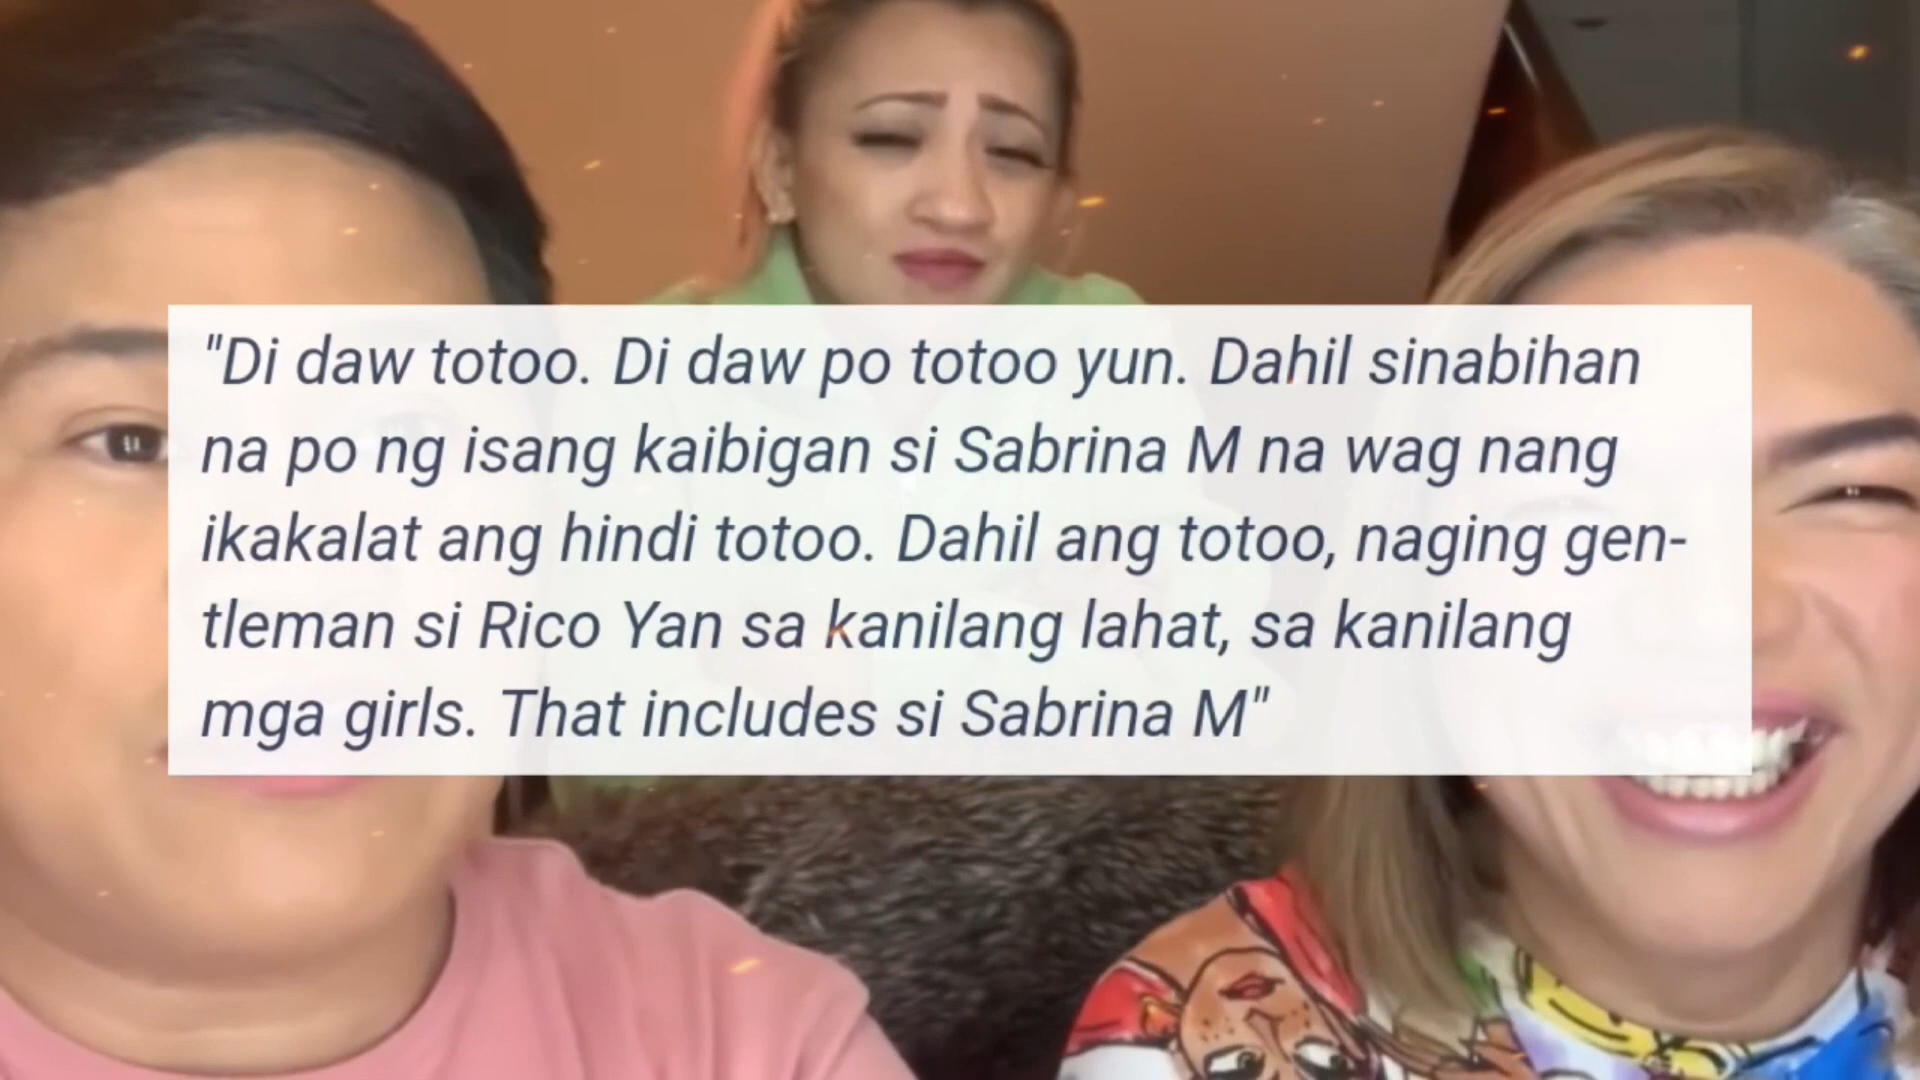 "Di daw totoo. Di daw po totoo yun. Dahil sinabihan
na po ng isang kaibigan si Sabrina M na wag nang
ikakalat ang hindi totoo. Dahil ang totoo, naging gen-
tleman si Rico Yan sa kanilang lahat, sa kanilang
mga girls. That includes si Sabrina M"